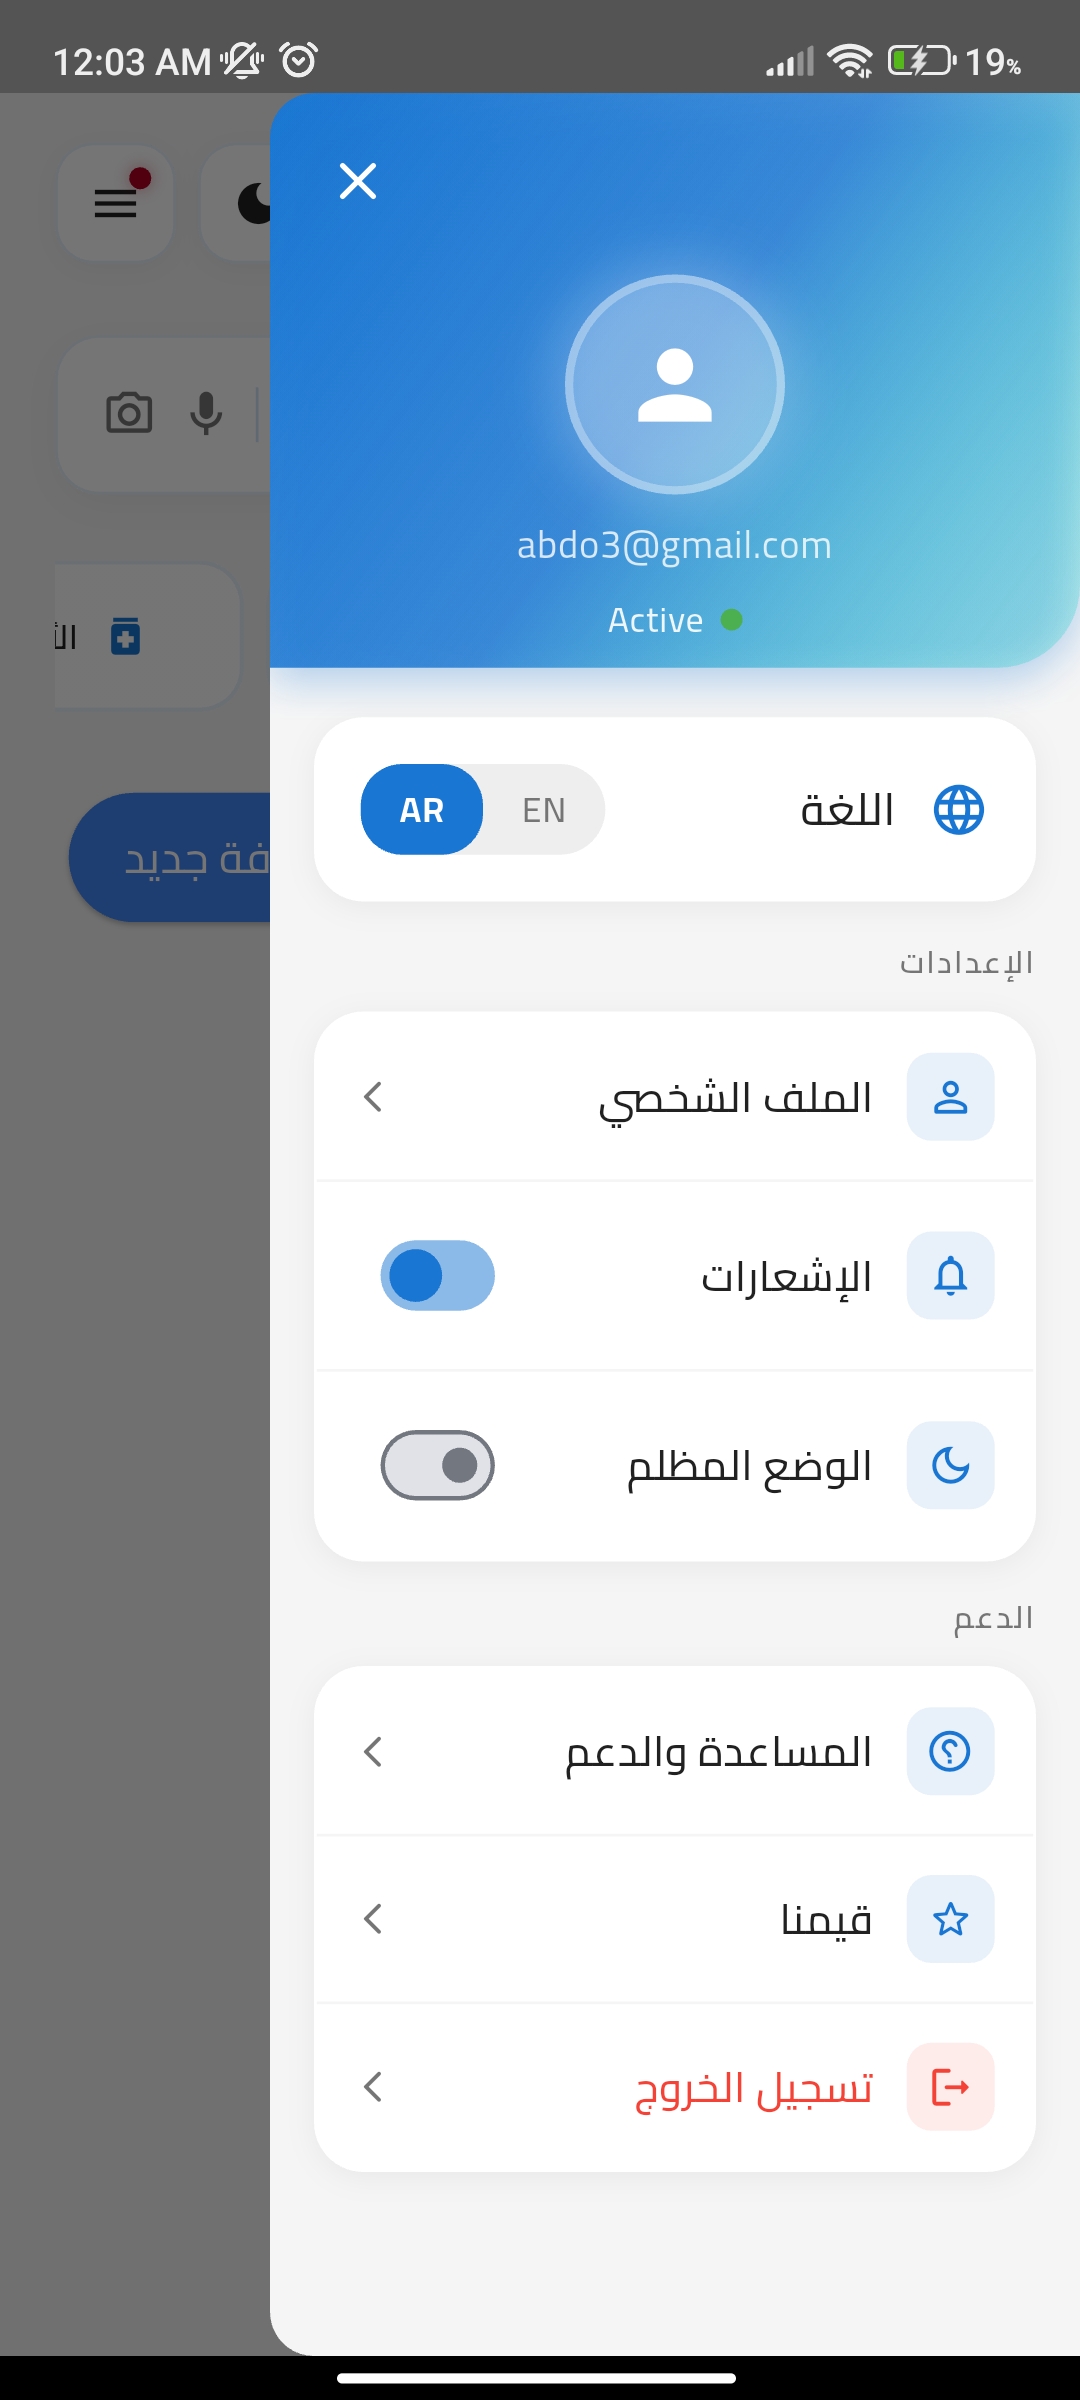 12:03 AM
19%
abdo3@gmail.com
Active
اللغة
EN
AR
الإعدادات
الملف الشخصي
الإشعارات
الوضع المظلم
فة جديد
الدعم
المساعدة والدعم
قيمنا
تسجيل الخروج